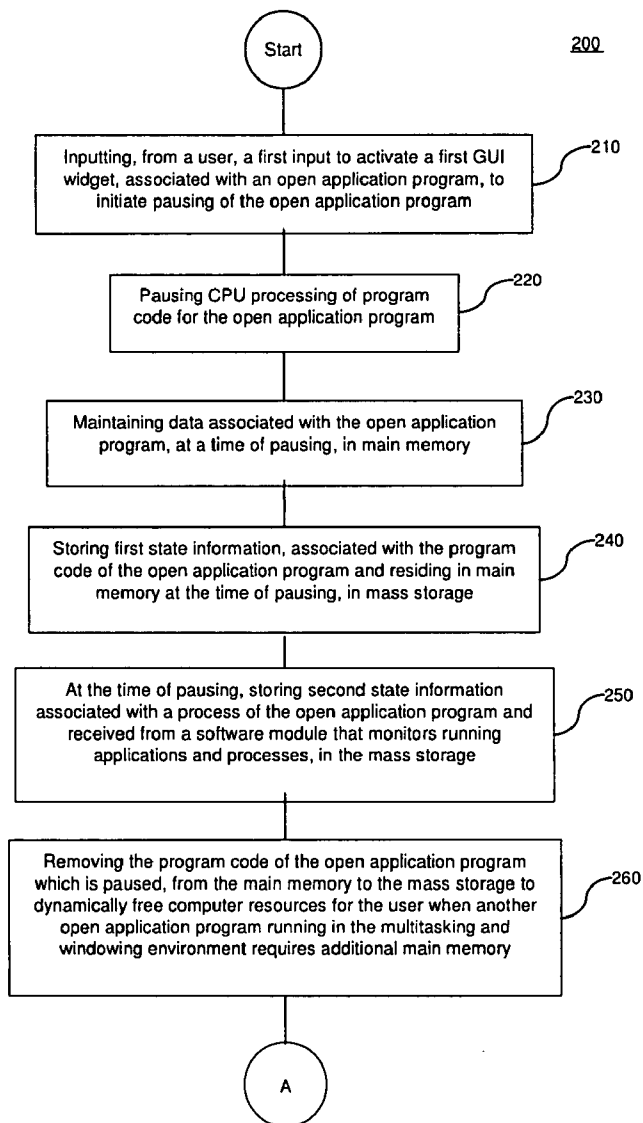 Start
200
Inputting, from a user, a first input to activate a first GUI
widget, associated with an open application program, to
initiate pausing of the open application program
210
Pausing CPU processing of program
code for the open application program
220
Maintaining data associated with the open application
program, at a time of pausing, in main memory
230
Storing first state information, associated with the program
code of the open application program and residing in main
memory at the time of pausing, in mass storage
240
At the time of pausing, storing second state information
associated with a process of the open application program and
received from a software module that monitors running
applications and processes, in the mass storage
250
Removing the program code of the open application program
which is paused, from the main memory to the mass storage to
dynamically free computer resources for the user when another
open application program running in the multitasking and
windowing environment requires additional main memory
260
A